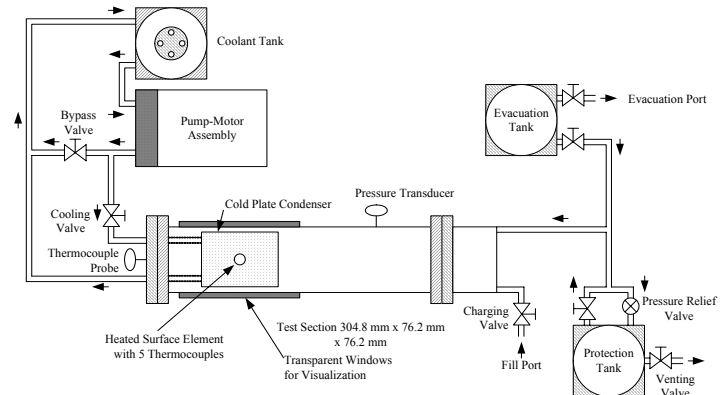 Coolant Tank
Bypass
Valve
Pump-Motor
Assembly
Evacuation
Tank
Evacuation Port
Cooling
Valve
Cold Plate Condenser
Pressure Transducer
Thermocouple
Probe
Heated Surface Element
with 5 Thermocouples
Test Section 304.8 mm x 76.2 mm
x 76.2 mm
Transparent Windows
for Visualization
Charging
Valve
Fill Port
Pressure Relief
Valve
Protection
Tank
Venting
Valve